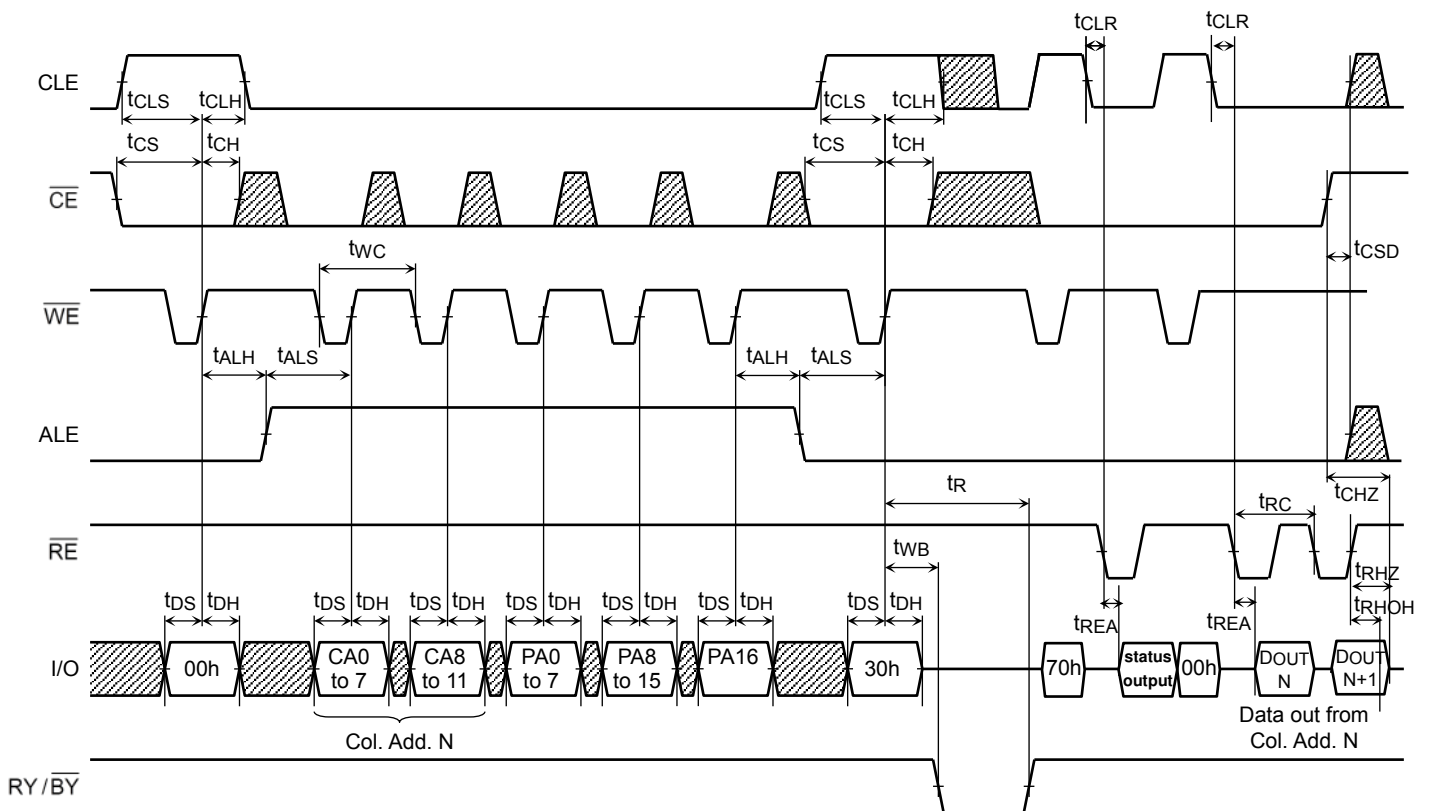 tCLR tCLR
CLE
tCLS tCLH tCLS tCLH
tCS tCH tCS tCH
CE
tWC tCSD
WE
tALH tALS tALH tALS
ALE
tR tCHZ
tRC
RE
tWB
tRHZ
tDS tDH tDS tDH tDS tDH tDS tDH tDS tDH tDS tDH tDS tDH tRHOH
tREA tREA
I/O 00h CA0 to 7 CA8 to 11 PA0 to 7 PA8 to 15 PA16 30h 70h status output 00h DOUT N DOUT N+1
Col. Add. N
Data out from
Col. Add. N
RY/BY